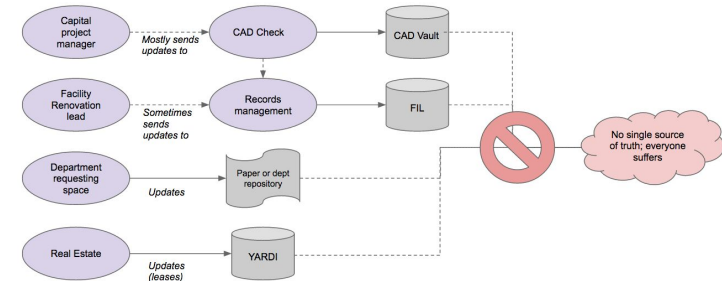 Capital
project
manager
Mostly sends
updates to
CAD Check
CAD Vault
Facility
Renovation
lead
Sometimes
sends
updates to
Records
management
FIL
No single source
of truth; everyone
suffers
Department
requesting
space
Updates
Paper or dept
repository
Real Estate
Updates
(leases)
YARDI